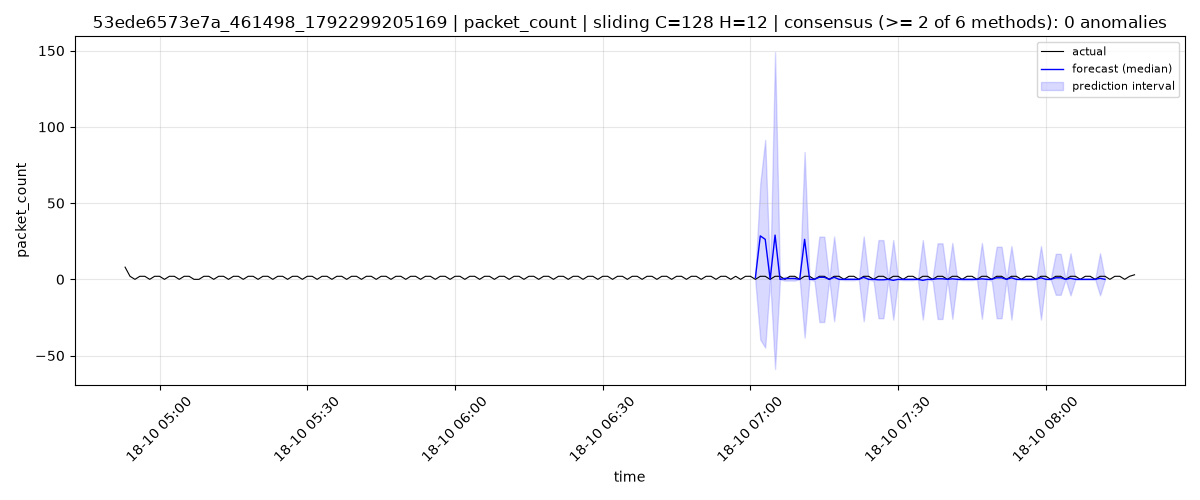 53ede6573e7a_461498_1792299205169 | packet_count | sliding C=128 H=12 | consensus (>= 2 of 6 methods): 0 anomalies
actual
forecast (median)
prediction interval
150
100
50
0
−50
packet_count
18-10 05:00
18-10 05:30
18-10 06:00
18-10 06:30
18-10 07:00
18-10 07:30
18-10 08:00
time